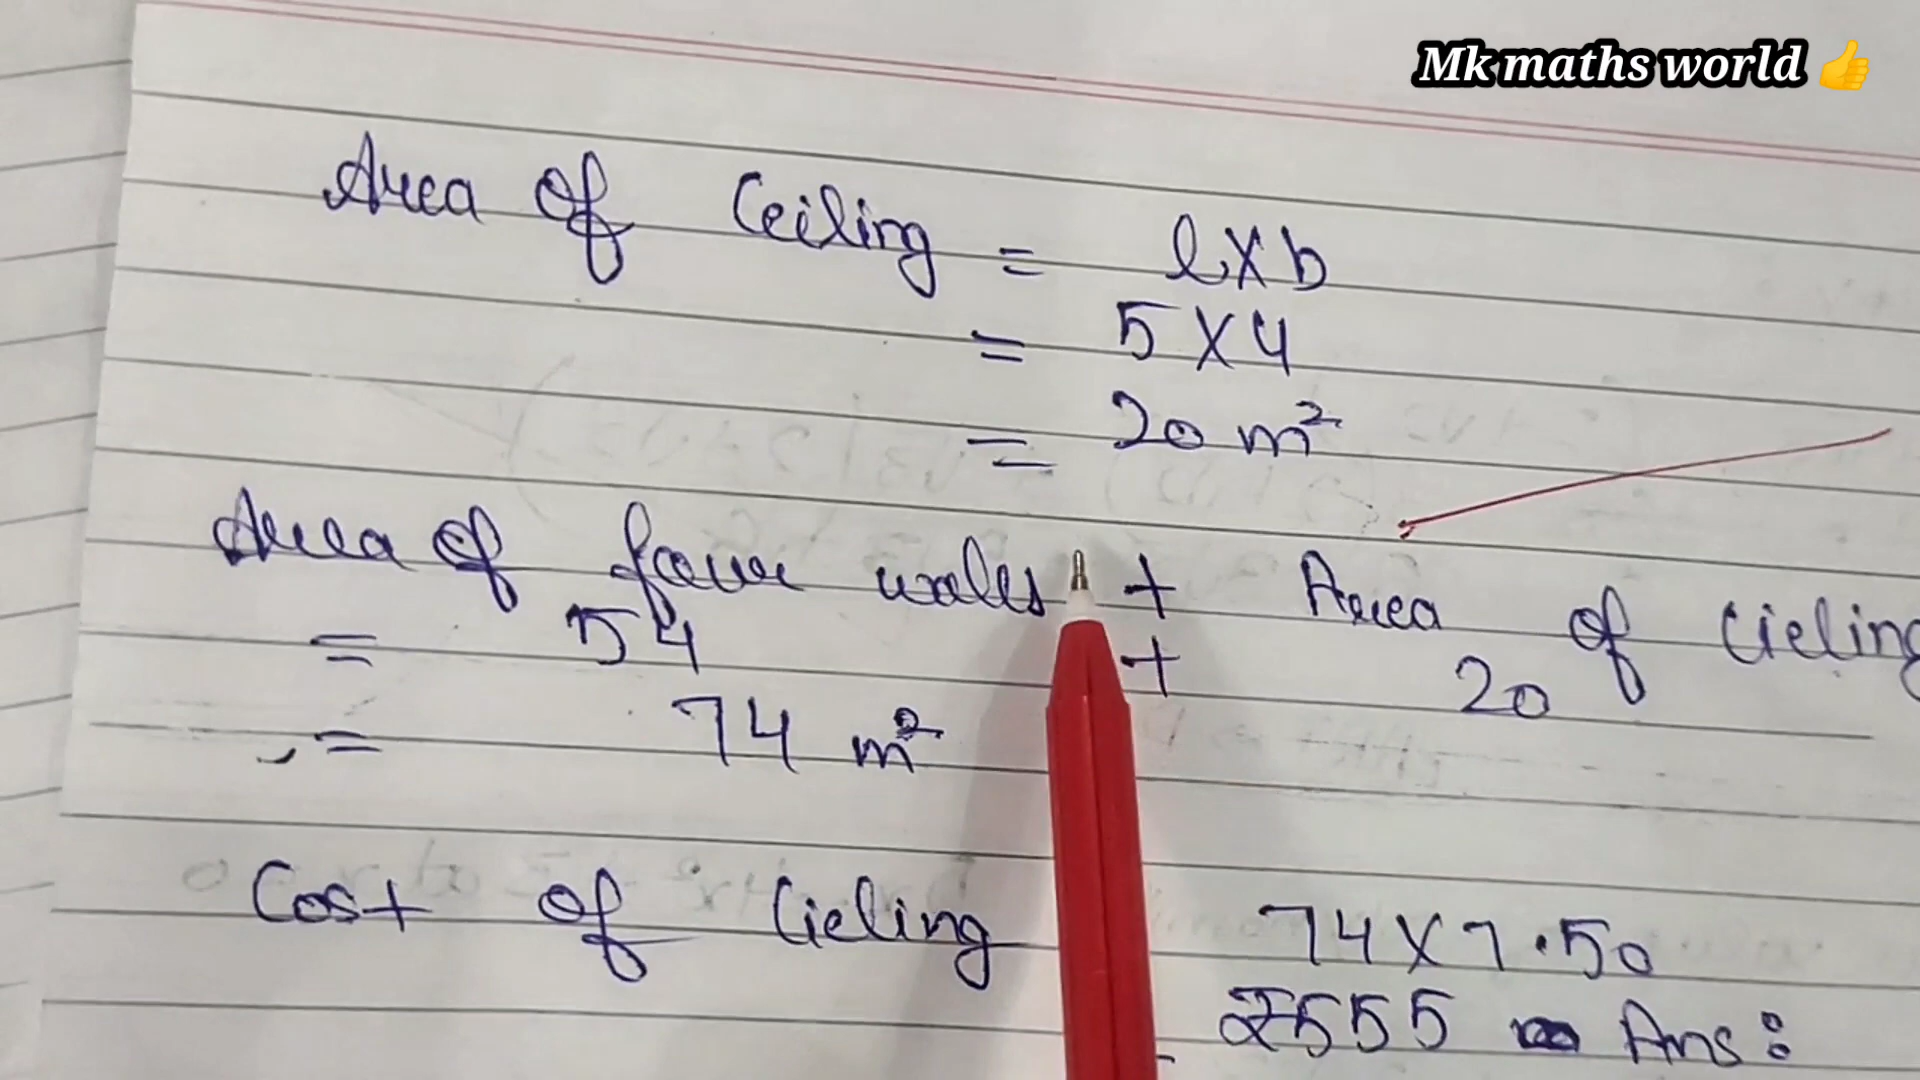 Mk maths world 👍
Area of Ceiling = l × b
= 5 × 4
= 20 m²
Area of four walls + Area of Cieling
= 54 + 20
= 74 m²
Cost of Cieling 74 × 7.50
₹555 Ans: